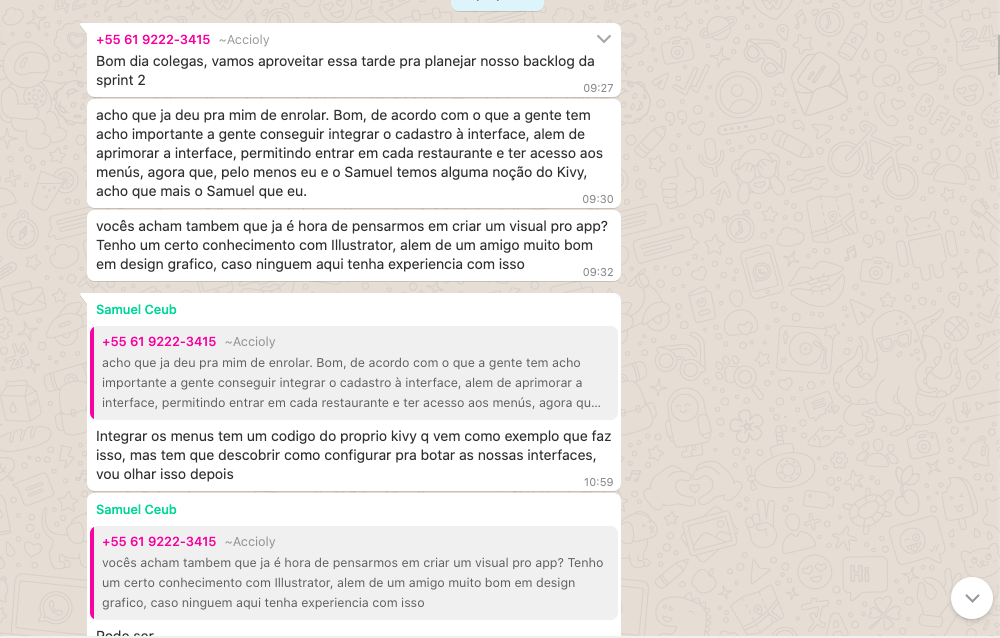 +55 61 9222-3415 ~Accioly
Bom dia colegas, vamos aproveitar essa tarde pra planejar nosso backlog da
sprint 2
09:27
acho que ja deu pra mim de enrolar. Bom, de acordo com o que a gente tem
acho importante a gente conseguir integrar o cadastro à interface, alem de
aprimorar a interface, permitindo entrar em cada restaurante e ter acesso aos
menús, agora que, pelo menos eu e o Samuel temos alguma noção do Kivy,
acho que mais o Samuel que eu.
09:30
vocês acham tambem que ja é hora de pensarmos em criar um visual pro app?
Tenho um certo conhecimento com Illustrator, alem de um amigo muito bom
em design grafico, caso ninguem aqui tenha experiencia com isso
09:32
Samuel Ceub
+55 61 9222-3415 ~Accioly
acho que ja deu pra mim de enrolar. Bom, de acordo com o que a gente tem acho
importante a gente conseguir integrar o cadastro à interface, alem de aprimorar a
interface, permitindo entrar em cada restaurante e ter acesso aos menús, agora qu...
Integrar os menus tem um codigo do proprio kivy q vem como exemplo que faz
isso, mas tem que descobrir como configurar pra botar as nossas interfaces,
vou olhar isso depois
10:59
Samuel Ceub
+55 61 9222-3415 ~Accioly
vocês acham tambem que ja é hora de pensarmos em criar um visual pro app? Tenho
um certo conhecimento com Illustrator, alem de um amigo muito bom em design
grafico, caso ninguem aqui tenha experiencia com isso
Pode ser